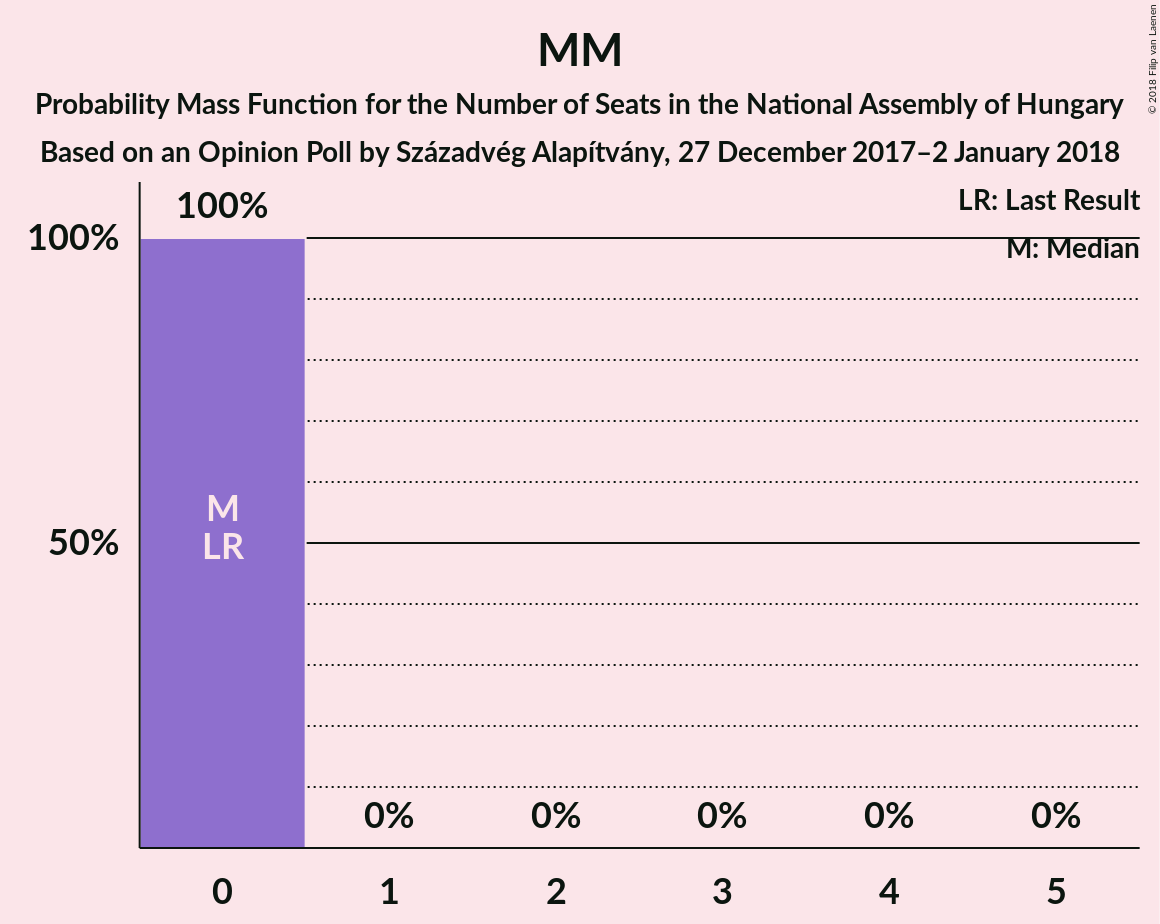 MM
Probability Mass Function for the Number of Seats in the National Assembly of Hungary
Based on an Opinion Poll by Századvég Alapítvány, 27 December 2017–2 January 2018
© 2018 Filip van Laenen
LR: Last Result
M: Median
100%
100%
50%
M
LR
0%
0%
0%
0%
0%
0
1
2
3
4
5